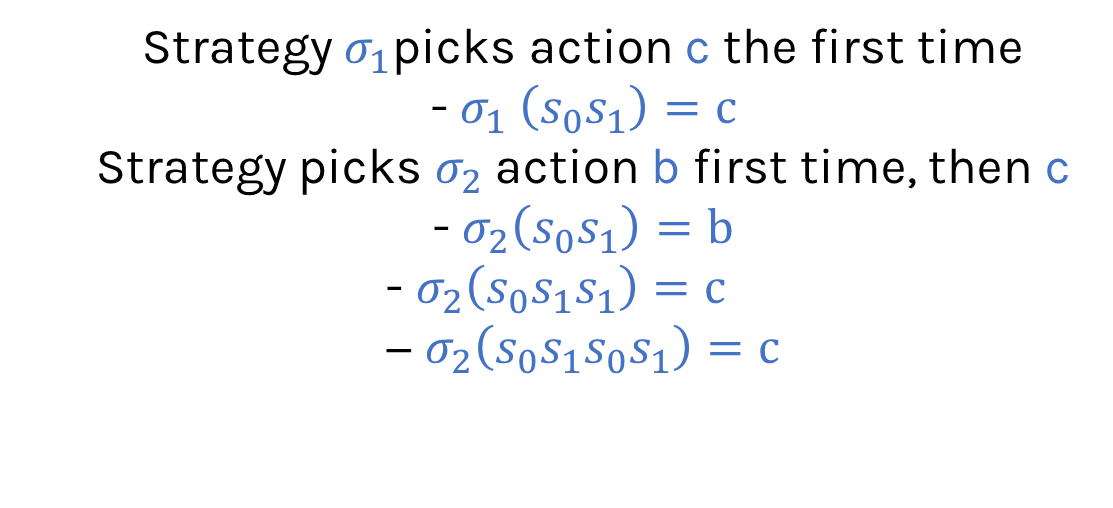 Strategy σ₁ picks action c the first time
- σ₁ (s₀s₁) = c
Strategy picks σ₂ action b first time, then c
- σ₂(s₀s₁) = b
- σ₂(s₀s₁s₁) = c
– σ₂(s₀s₁s₀s₁) = c